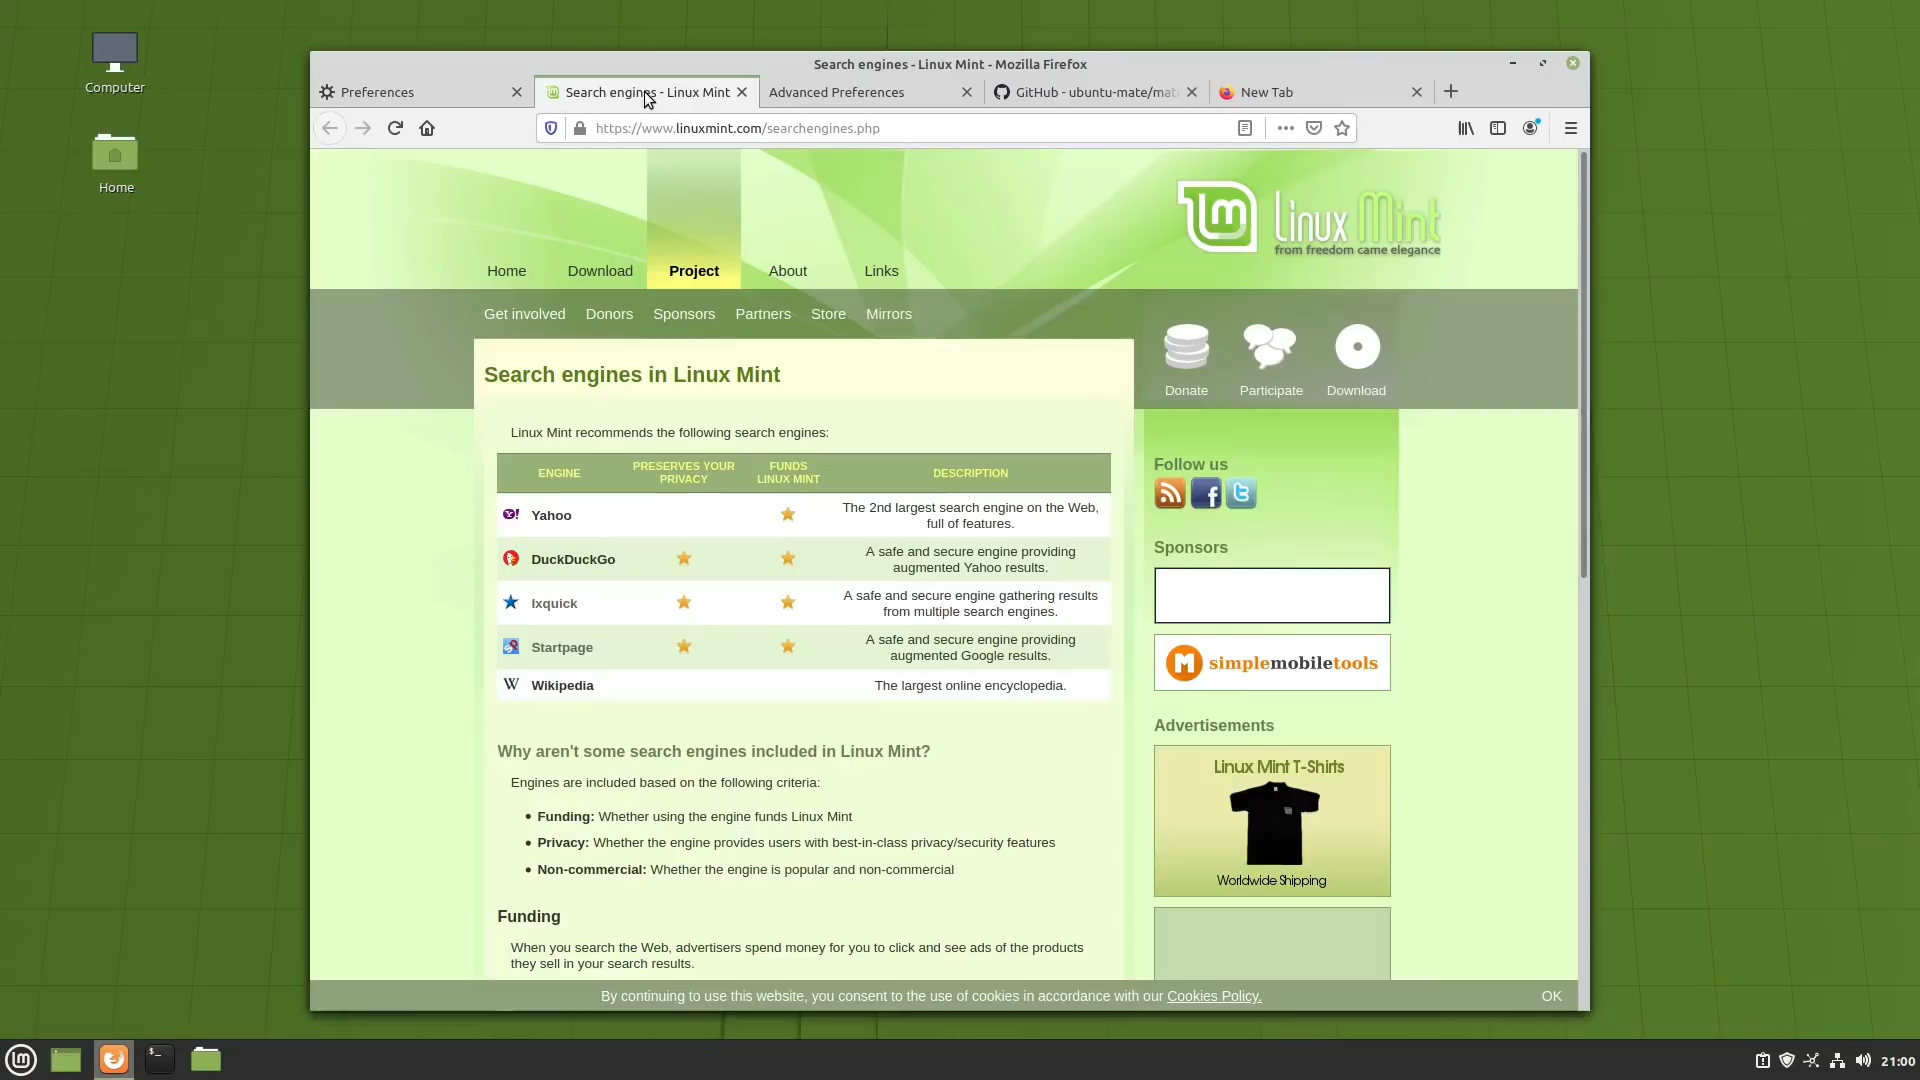 Computer
Home
Search engines - Linux Mint - Mozilla Firefox
Preferences
Search engines - Linux Mint
Advanced Preferences
GitHub - ubuntu-mate/mat
New Tab
https://www.linuxmint.com/searchengines.php
Linux Mint
from freedom came elegance
Home Download Project About Links
Get involved Donors Sponsors Partners Store Mirrors
Donate Participate Download
Search engines in Linux Mint
Linux Mint recommends the following search engines:
ENGINE PRESERVES YOUR PRIVACY FUNDS LINUX MINT DESCRIPTION
Yahoo The 2nd largest search engine on the Web,
full of features.
DuckDuckGo A safe and secure engine providing
augmented Yahoo results.
Ixquick A safe and secure engine gathering results
from multiple search engines.
Startpage A safe and secure engine providing
augmented Google results.
Wikipedia The largest online encyclopedia.
Why aren't some search engines included in Linux Mint?
Engines are included based on the following criteria:
• Funding: Whether using the engine funds Linux Mint
• Privacy: Whether the engine provides users with best-in-class privacy/security features
• Non-commercial: Whether the engine is popular and non-commercial
Funding
When you search the Web, advertisers spend money for you to click and see ads of the products
they sell in your search results.
Follow us
Sponsors
simplemobiletools
Advertisements
Linux Mint T-Shirts
Worldwide Shipping
By continuing to use this website, you consent to the use of cookies in accordance with our Cookies Policy.
OK
21:00